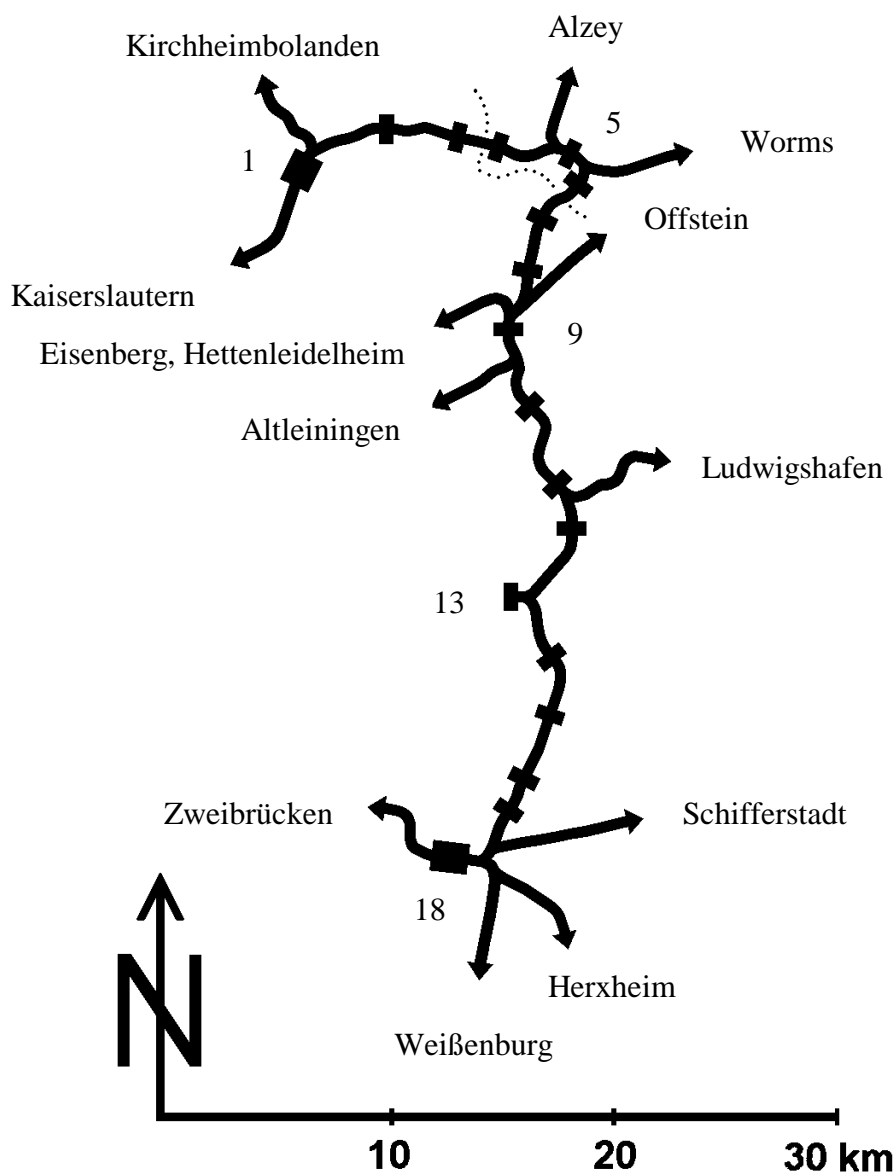 Alzey
Kirchheimbolanden
5
1
Worms
Offstein
Kaiserslautern
9
Eisenberg, Hettenleidelheim
Altleiningen
Ludwigshafen
13
Zweibrücken
Schifferstadt
18
Herxheim
Weißenburg
N
10
20
30 km